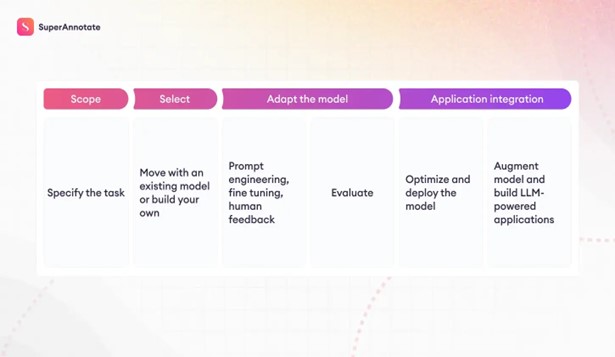 SuperAnnotate
Scope
Select
Adapt the model
Application integration
Specify the task
Move with an
existing model
or build your
own
Prompt
engineering,
fine tuning,
human
feedback
Evaluate
Optimize and
deploy the
model
Augment
model and
build LLM-
powered
applications